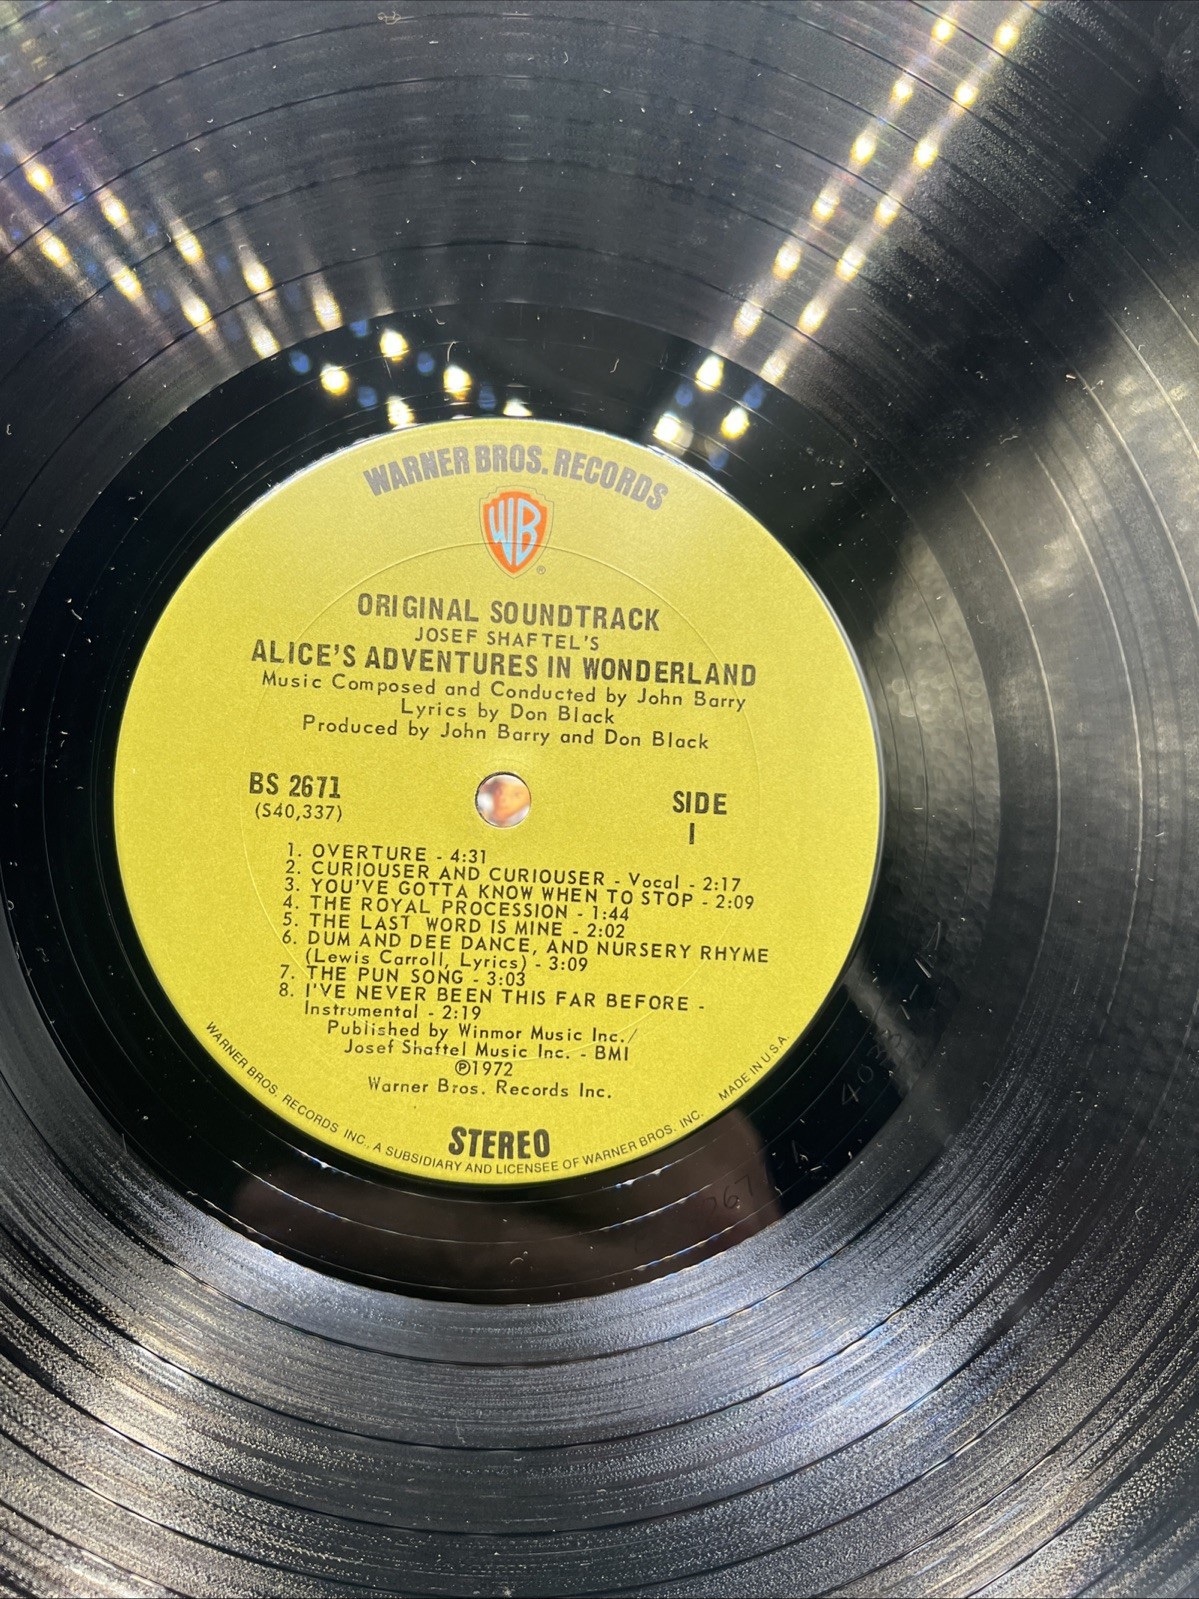 WARNER BROS. RECORDS
WB
®
ORIGINAL SOUNDTRACK
JOSEF SHAFTEL'S
ALICE'S ADVENTURES IN WONDERLAND
Music Composed and Conducted by John Barry
Lyrics by Don Black
Produced by John Barry and Don Black
BS 2671
(S40,337)
SIDE
1
1. OVERTURE - 4:31
2. CURIOUSER AND CURIOUSER - Vocal - 2:17
3. YOU'VE GOTTA KNOW WHEN TO STOP - 2:09
4. THE ROYAL PROCESSION - 1:44
5. THE LAST WORD IS MINE - 2:02
6. DUM AND DEE DANCE, AND NURSERY RHYME
(Lewis Carroll, Lyrics) - 3:09
7. THE PUN SONG - 3:03
8. I'VE NEVER BEEN THIS FAR BEFORE -
Instrumental - 2:19
Published by Winmor Music Inc./
Josef Shaftel Music Inc. - BMI
℗1972
Warner Bros. Records Inc.
STEREO
WARNER BROS. RECORDS INC., A SUBSIDIARY AND LICENSEE OF WARNER BROS. INC. MADE IN U.S.A.